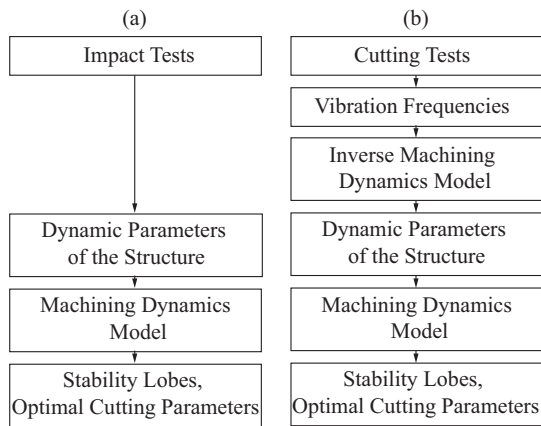 (a)
Impact Tests
Dynamic Parameters
of the Structure
Machining Dynamics
Model
Stability Lobes,
Optimal Cutting Parameters
(b)
Cutting Tests
Vibration Frequencies
Inverse Machining
Dynamics Model
Dynamic Parameters
of the Structure
Machining Dynamics
Model
Stability Lobes,
Optimal Cutting Parameters